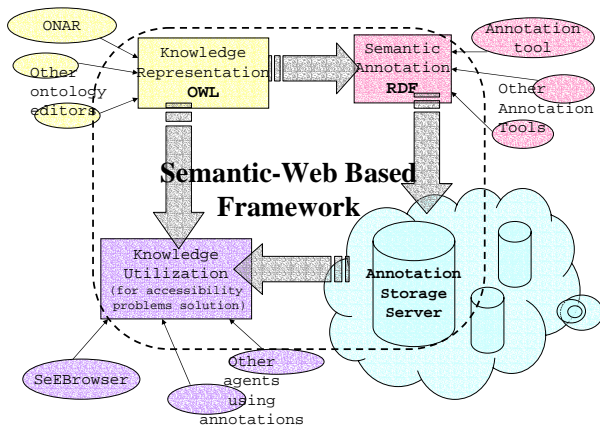 ONAR
Other
ontology
editors
Knowledge
Representation
OWL
Semantic
Annotation
RDF
Annotation
tool
Other
Annotation
Tools
Semantic-Web Based
Framework
Knowledge
Utilization
(for accessibility
problems solution)
Annotation
Storage
Server
SeEBrowser
Other
agents
using
annotations